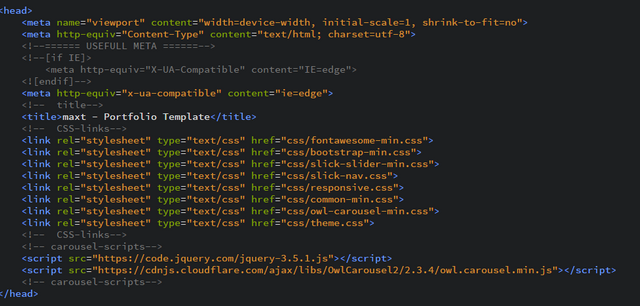 <head>
<meta name="viewport" content="width=device-width, initial-scale=1, shrink-to-fit=no">
<meta http-equiv="Content-Type" content="text/html; charset=utf-8">
<!--====== USEFULL META ======-->
<!--[if IE]>
<meta http-equiv="X-UA-Compatible" content="IE=edge">
<![endif]-->
<meta http-equiv="x-ua-compatible" content="ie=edge">
<!--  title-->
<title>maxt - Portfolio Template</title>
<!--  CSS-links-->
<link rel="stylesheet" type="text/css" href="css/fontawesome-min.css">
<link rel="stylesheet" type="text/css" href="css/bootstrap-min.css">
<link rel="stylesheet" type="text/css" href="css/slick-slider-min.css">
<link rel="stylesheet" type="text/css" href="css/slick-nav.css">
<link rel="stylesheet" type="text/css" href="css/responsive.css">
<link rel="stylesheet" type="text/css" href="css/common-min.css">
<link rel="stylesheet" type="text/css" href="css/owl-carousel-min.css">
<link rel="stylesheet" type="text/css" href="css/theme.css">
<!--  CSS-links-->
<!-- carousel-scripts-->
<script src="https://code.jquery.com/jquery-3.5.1.js"></script>
<script src="https://cdnjs.cloudflare.com/ajax/libs/OwlCarousel2/2.3.4/owl.carousel.min.js"></script>
<!-- carousel-scripts-->
</head>